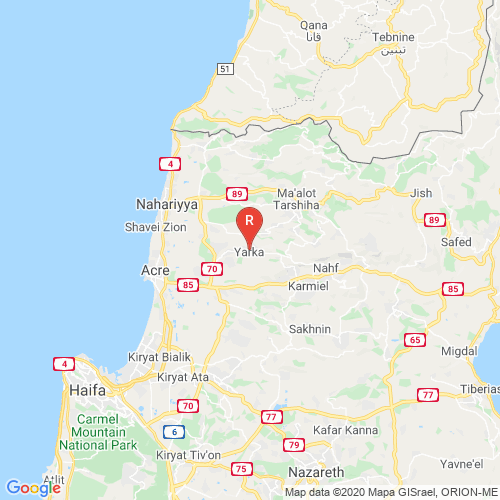 Qana
قانا
Tebnine
تبنين
51
4
Nahariyya
89
Ma'alot
Tarshiha
Jish
Shavei Zion
R
89
Safed
Yarka
Acre
70
Nahf
85
Karmiel
85
Sakhnin
65
Migdal
Kiryat Bialik
4
Haifa
Kiryat Ata
77
Tiberias
70
77
Carmel
Mountain
National Park
6
Kafar Kanna
79
Kiryat Tiv'on
Yavne'el
75
Nazareth
Atlit
Google
Map data ©2020 Mapa GISrael, ORION-ME